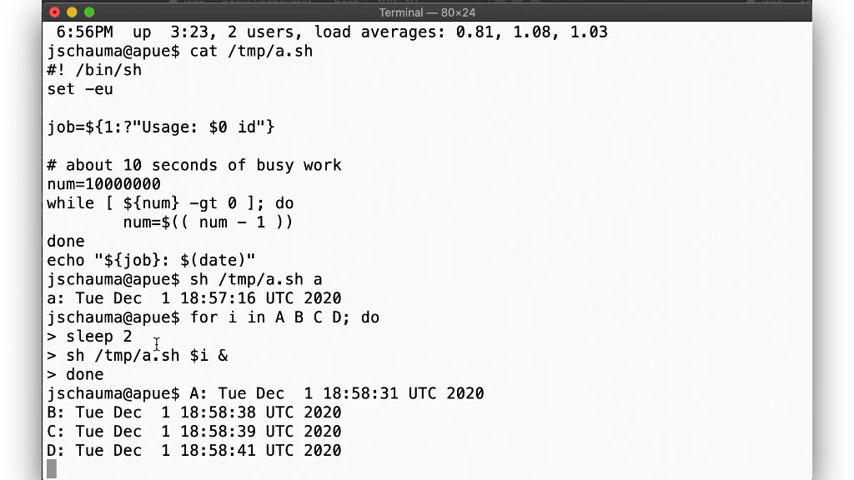 Terminal — 80×24
6:56PM  up  3:23, 2 users, load averages: 0.81, 1.08, 1.03
jschauma@apue$ cat /tmp/a.sh
#! /bin/sh
set -eu
job=${1:?"Usage: $0 id"}
# about 10 seconds of busy work
num=10000000
while [ ${num} -gt 0 ]; do
        num=$(( num - 1 ))
done
echo "${job}: $(date)"
jschauma@apue$ sh /tmp/a.sh a
a: Tue Dec  1 18:57:16 UTC 2020
jschauma@apue$ for i in A B C D; do
> sleep 2
> sh /tmp/a.sh $i &
> done
jschauma@apue$ A: Tue Dec  1 18:58:31 UTC 2020
B: Tue Dec  1 18:58:38 UTC 2020
C: Tue Dec  1 18:58:39 UTC 2020
D: Tue Dec  1 18:58:41 UTC 2020